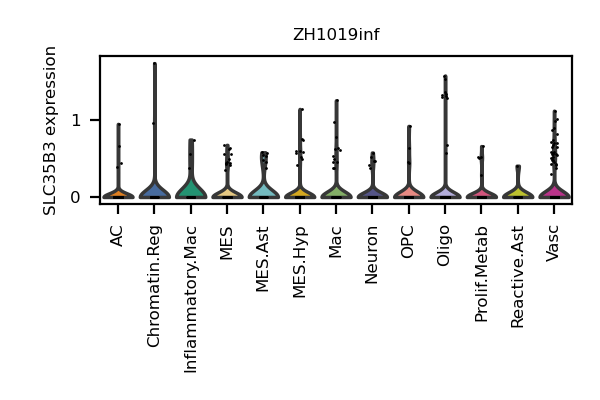 ZH1019inf
SLC35B3 expression
1
0
AC
Chromatin.Reg
Inflammatory.Mac
MES
MES.Ast
MES.Hyp
Mac
Neuron
OPC
Oligo
Prolif.Metab
Reactive.Ast
Vasc